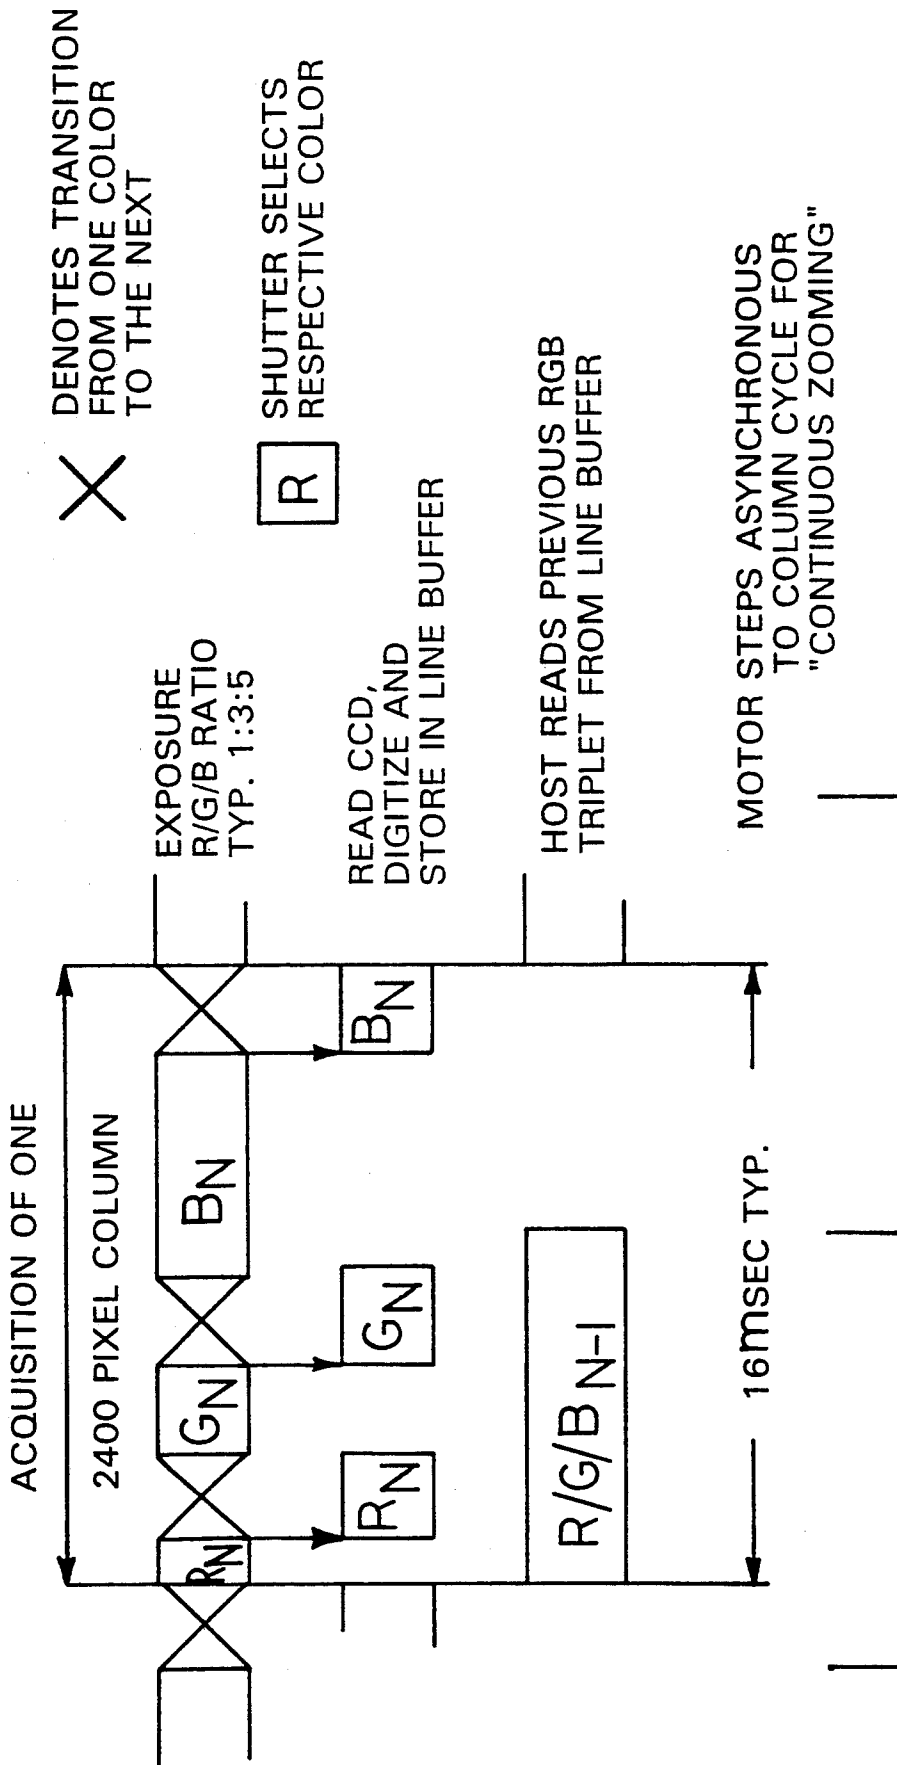 ACQUISITION OF ONE
2400 PIXEL COLUMN
RN
GN
BN
EXPOSURE
R/G/B RATIO
TYP. 1:3:5
DENOTES TRANSITION
FROM ONE COLOR
TO THE NEXT
RN
GN
BN
READ CCD,
DIGITIZE AND
STORE IN LINE BUFFER
R
SHUTTER SELECTS
RESPECTIVE COLOR
R/G/BN-1
HOST READS PREVIOUS RGB
TRIPLET FROM LINE BUFFER
16mSEC TYP.
MOTOR STEPS ASYNCHRONOUS
TO COLUMN CYCLE FOR
"CONTINUOUS ZOOMING"